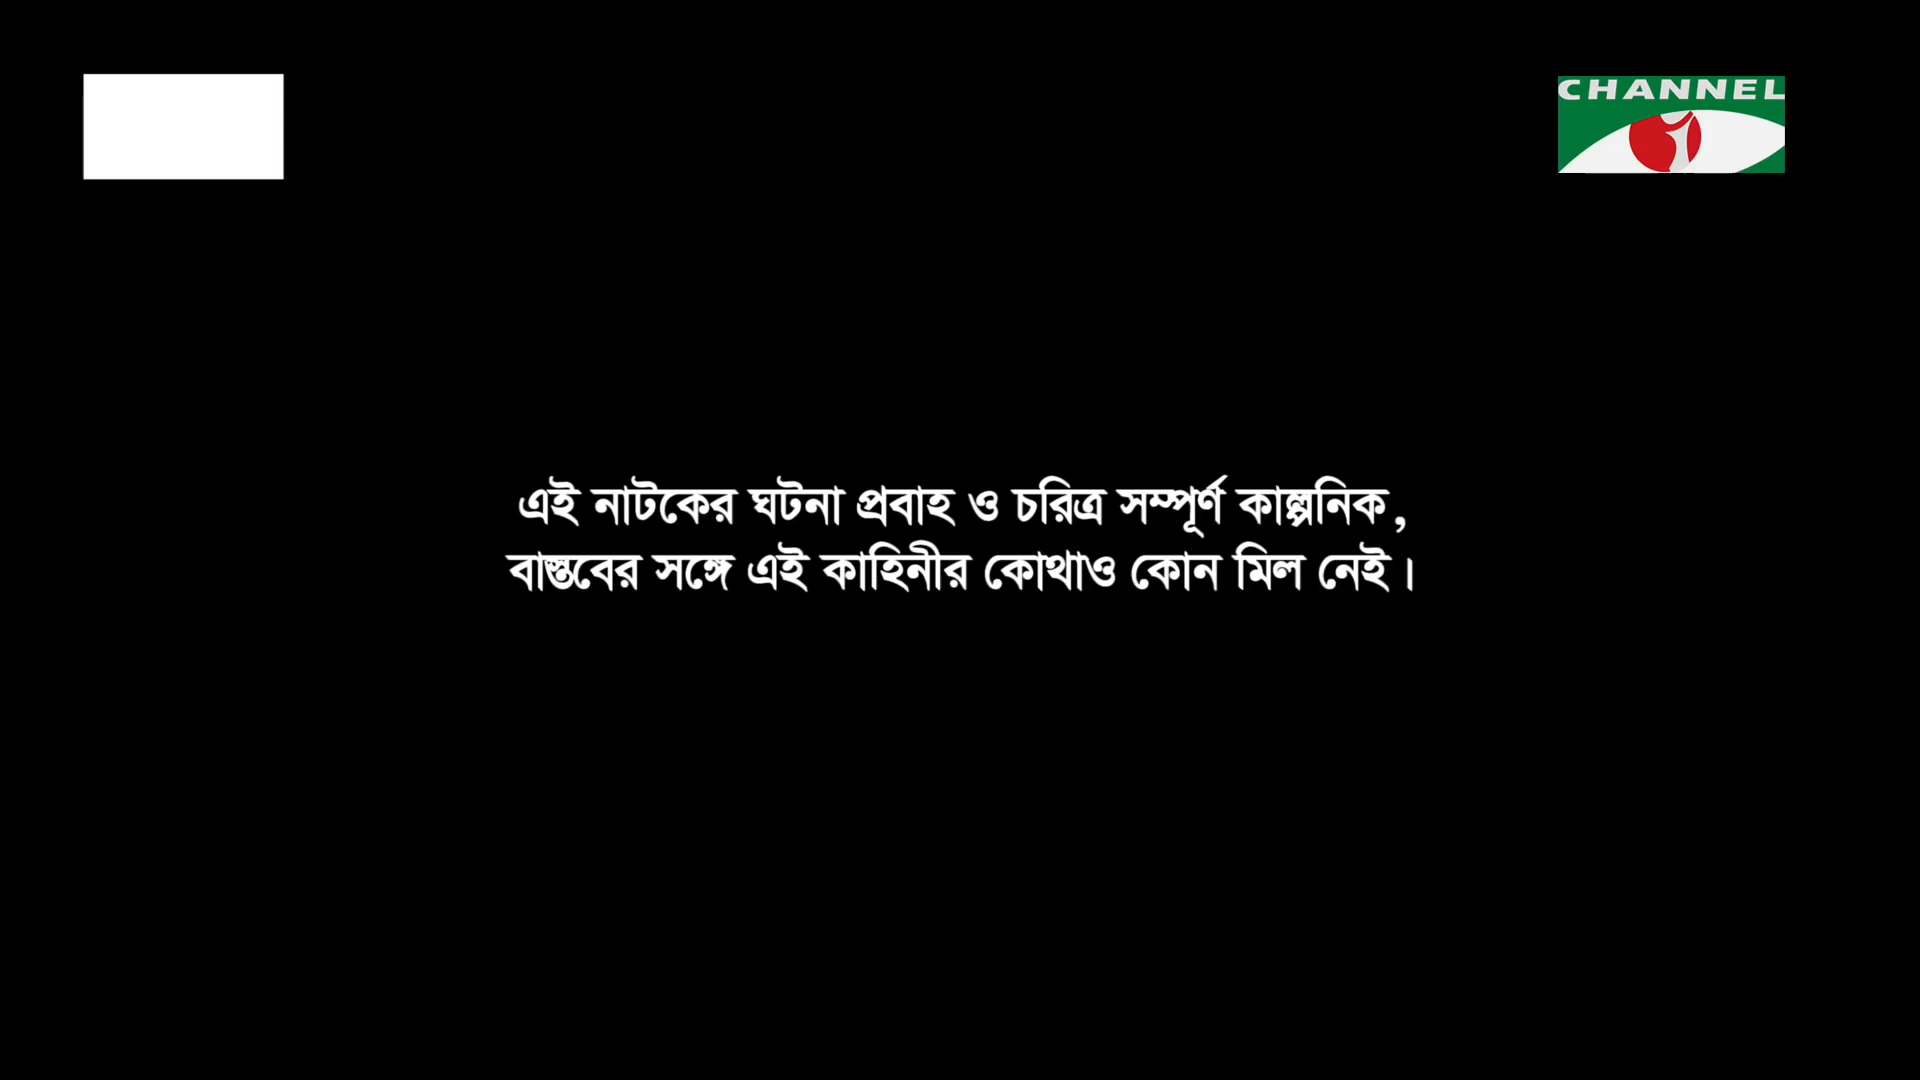 CHANNEL
এই নাটকের ঘটনা প্রবাহ ও চরিত্র সম্পূর্ণ কাল্পনিক,
বাস্তবের সঙ্গে এই কাহিনীর কোথাও কোন মিল নেই।